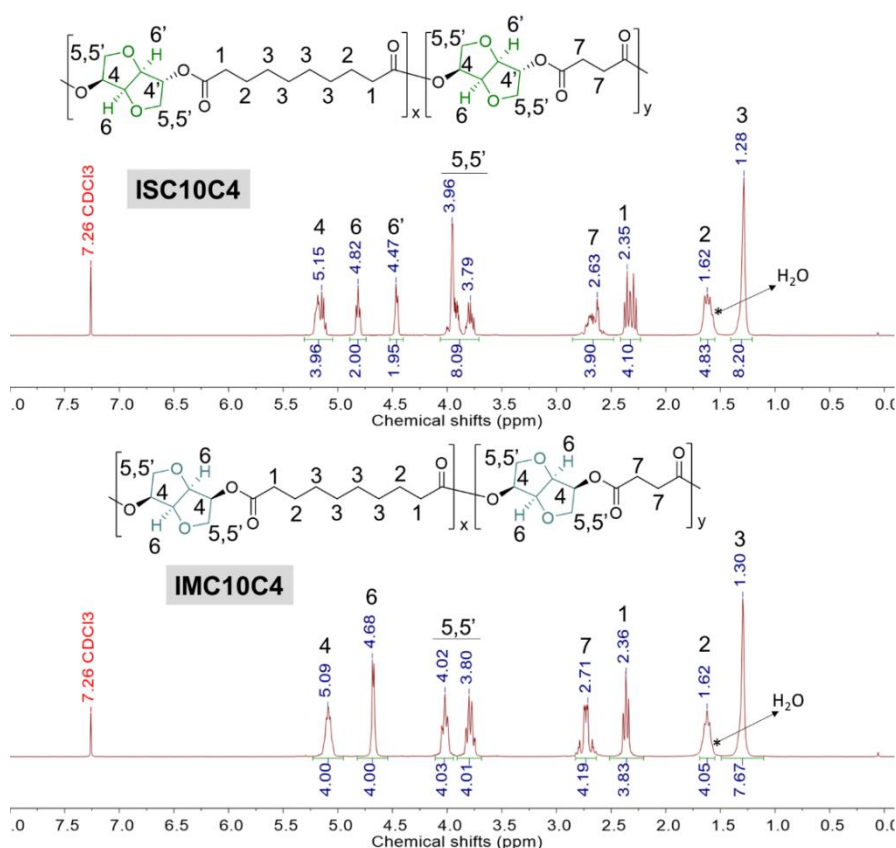 6’
5,5’
H
O
1
3
3
2
O
4
O
4’
O
O
2
3
3
1
H
6
O
5,5’
x
6’
5,5’
H
O
7
O
4
O
4’
O
O
7
H
6
O
5,5’
y
ISC10C4
7.26 CDCl3
4
5.15
6
4.82
6’
4.47
5,5’
3.96
3.79
7
2.63
1
2.35
2
1.62
H2O
*
3
1.28
3.96
2.00
1.95
8.09
3.90
4.10
4.83
8.20
.0 7.5 7.0 6.5 6.0 5.5 5.0 4.5 4.0 3.5 3.0 2.5 2.0 1.5 1.0 0.5 0.0
Chemical shifts (ppm)
6
5,5’
H
O
1
3
3
2
O
4
O
4
O
O
2
3
3
1
H
6
O
5,5’
x
6
5,5’
H
O
7
O
4
O
4
O
O
7
H
6
O
5,5’
y
IMC10C4
7.26 CDCl3
4
5.09
6
4.68
5,5’
4.02
3.80
7
2.71
1
2.36
2
1.62
H2O
*
3
1.30
4.00
4.00
4.03
4.01
4.19
3.83
4.05
7.67
.0 7.5 7.0 6.5 6.0 5.5 5.0 4.5 4.0 3.5 3.0 2.5 2.0 1.5 1.0 0.5 0.0
Chemical shifts (ppm)